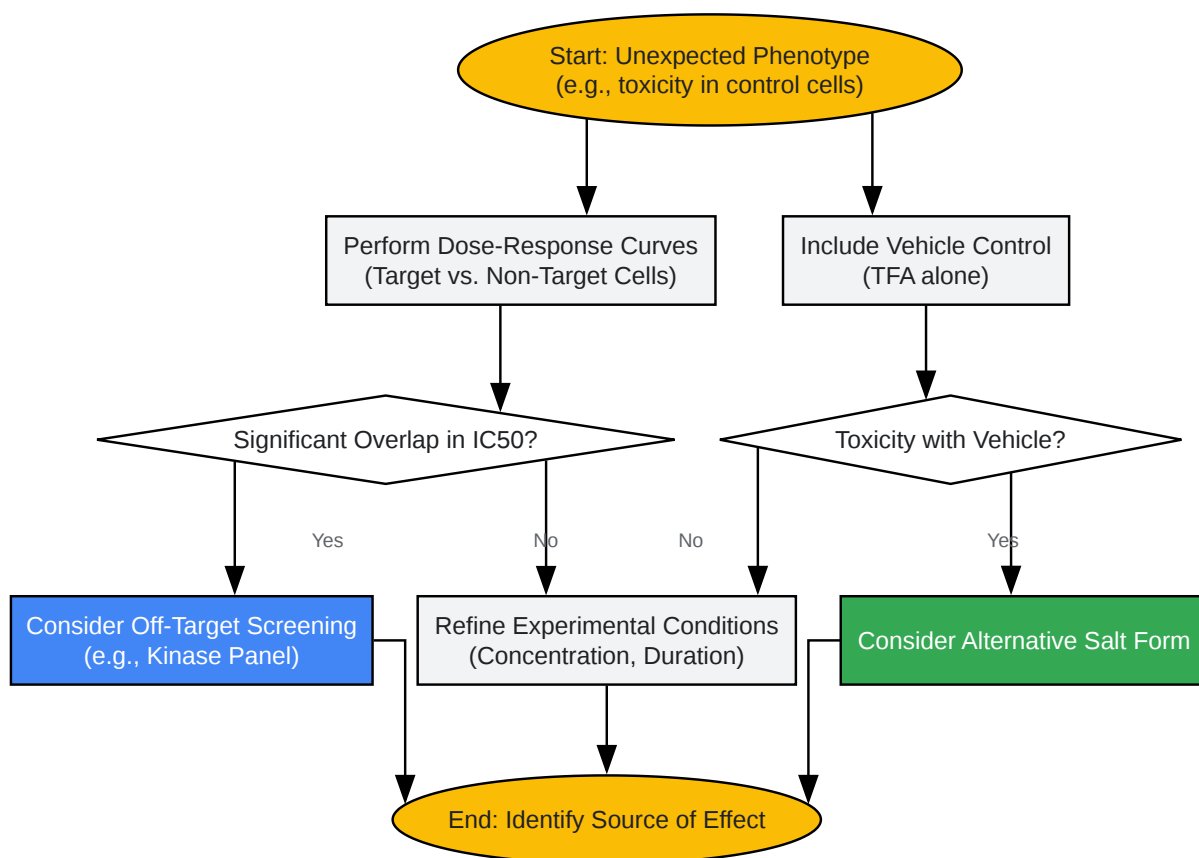 Start: Unexpected Phenotype
(e.g., toxicity in control cells)
Perform Dose-Response Curves
(Target vs. Non-Target Cells)
Include Vehicle Control
(TFA alone)
Significant Overlap in IC50?
Toxicity with Vehicle?
Yes
No
No
Yes
Consider Off-Target Screening
(e.g., Kinase Panel)
Refine Experimental Conditions
(Concentration, Duration)
Consider Alternative Salt Form
End: Identify Source of Effect